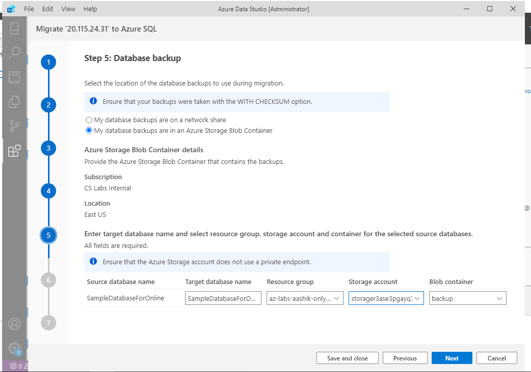 File Edit View Help Azure Data Studio [Administrator]
Migrate '20.115.24.31' to Azure SQL
1
2
3
4
5
6
7
Step 5: Database backup
Select the location of the database backups to use during migration.
Ensure that your backups were taken with the WITH CHECKSUM option.
My database backups are on a network share
My database backups are in an Azure Storage Blob Container
Azure Storage Blob Container details
Provide the Azure Storage Blob Container that contains the backups.
Subscription
CS Labs Internal
Location
East US
Enter target database name and select resource group, storage account and container for the selected source databases.
All fields are required.
Ensure that the Azure Storage account does not use a private endpoint.
Source database name Target database name Resource group Storage account Blob container
SampleDatabaseForOnline SampleDatabaseForO... az-labs-aashik-only... backup
Save and close Previous Next Cancel